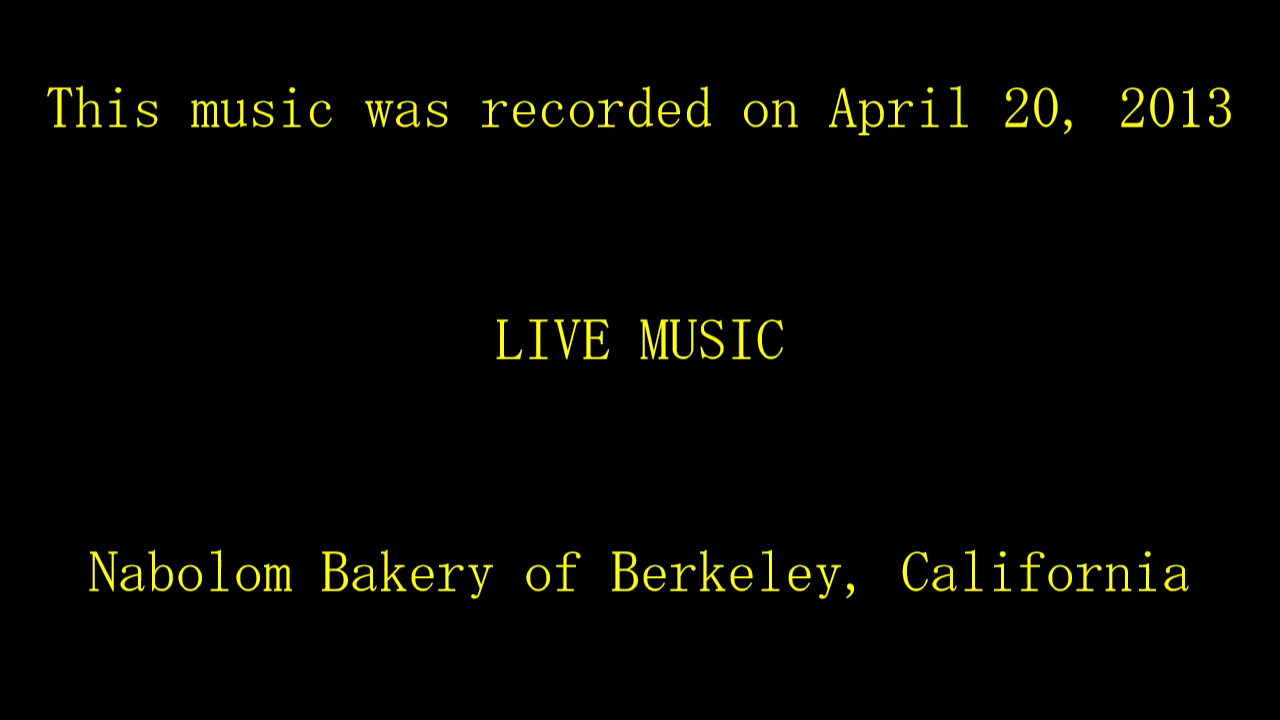 This music was recorded on April 20, 2013
LIVE MUSIC
Nabolom Bakery of Berkeley, California